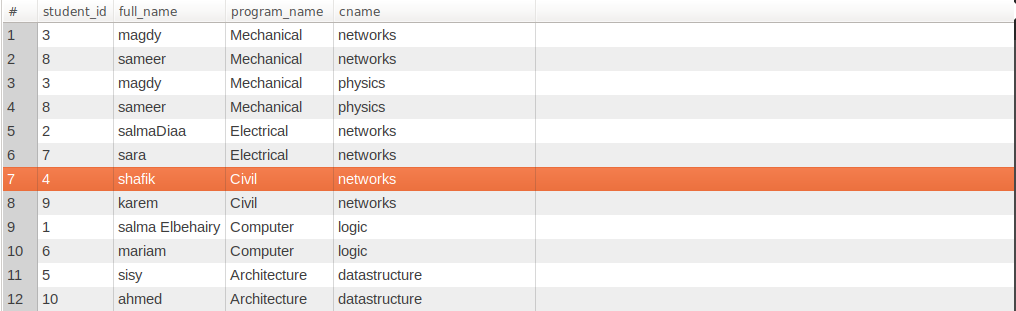 # student_id full_name program_name cname
1 3 magdy Mechanical networks
2 8 sameer Mechanical networks
3 3 magdy Mechanical physics
4 8 sameer Mechanical physics
5 2 salmaDiaa Electrical networks
6 7 sara Electrical networks
7 4 shafik Civil networks
8 9 karem Civil networks
9 1 salma Elbehairy Computer logic
10 6 mariam Computer logic
11 5 sisy Architecture datastructure
12 10 ahmed Architecture datastructure